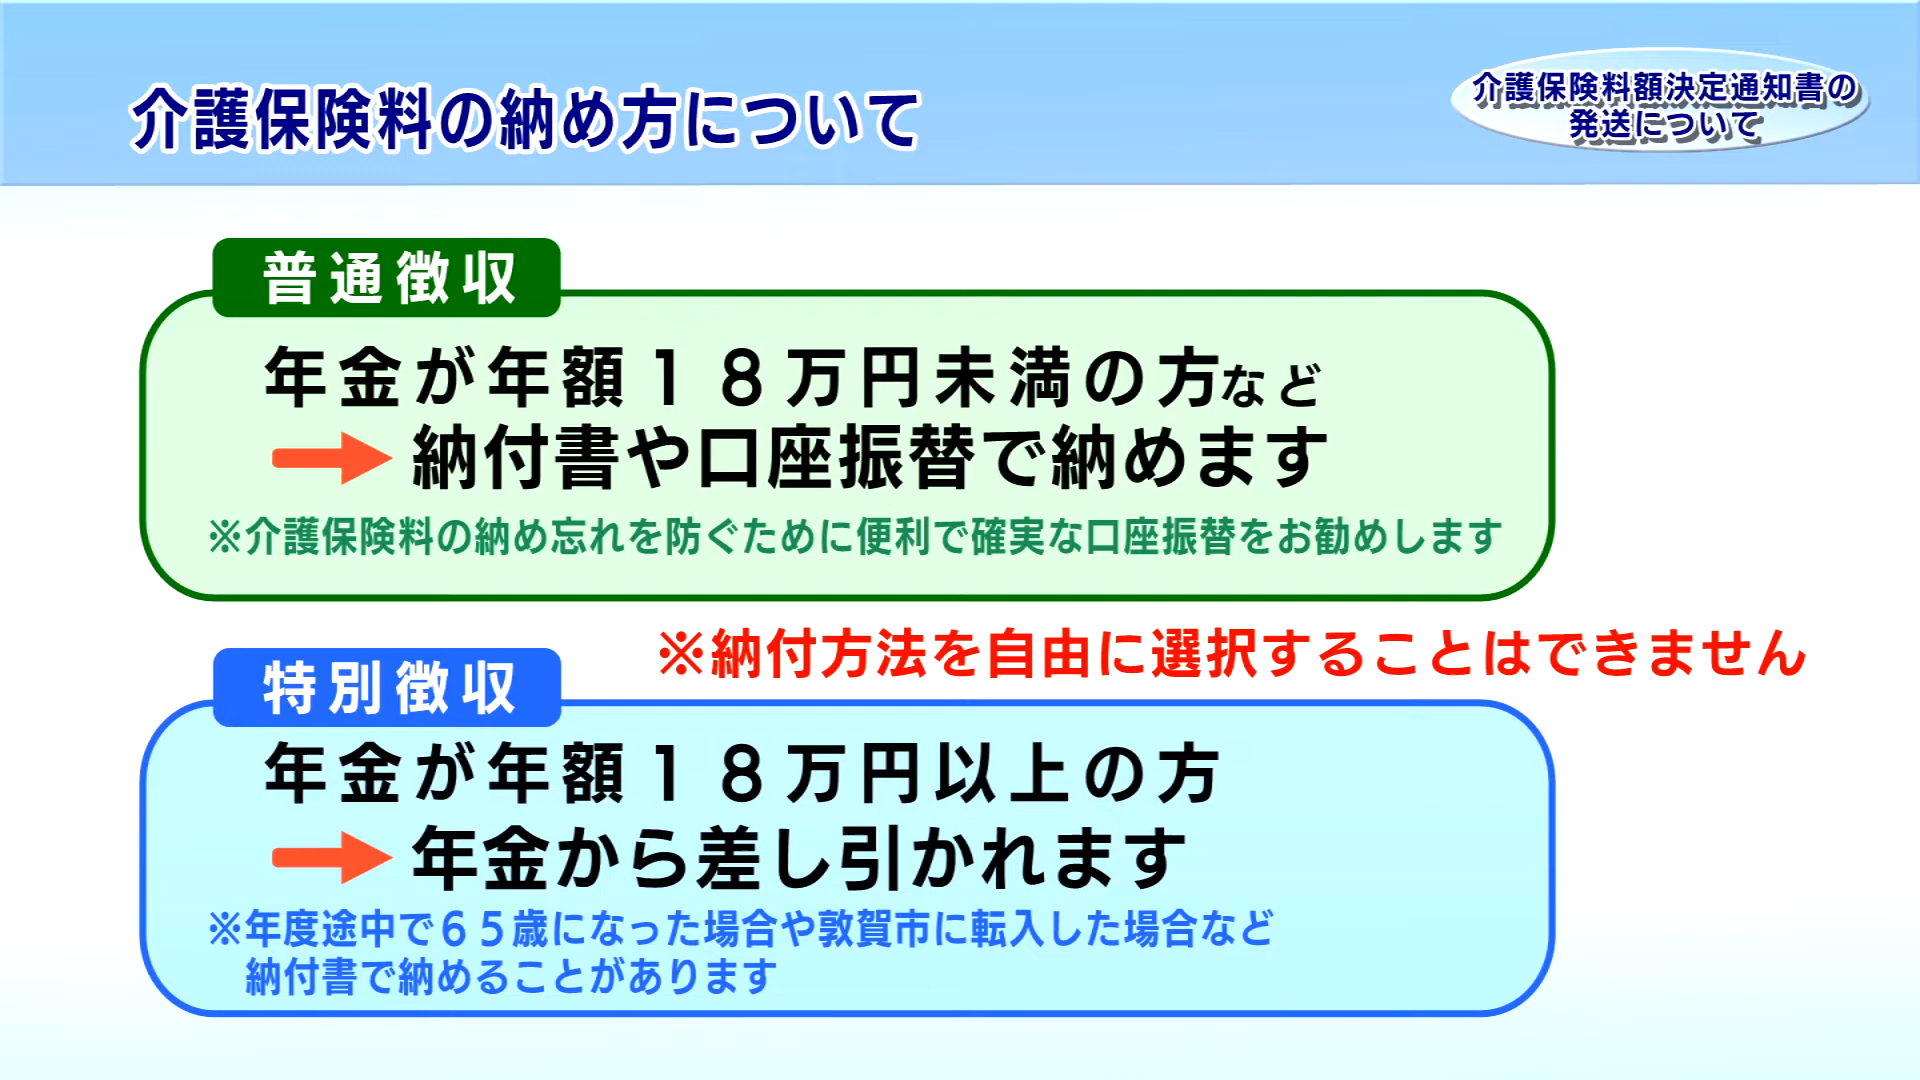 介護保険料の納め方について
介護保険料額決定通知書の
発送について
普通徴収
年金が年額１８万円未満の方など
納付書や口座振替で納めます
※介護保険料の納め忘れを防ぐために便利で確実な口座振替をお勧めします
※納付方法を自由に選択することはできません
特別徴収
年金が年額１８万円以上の方
年金から差し引かれます
※年度途中で６５歳になった場合や敦賀市に転入した場合など
納付書で納めることがあります